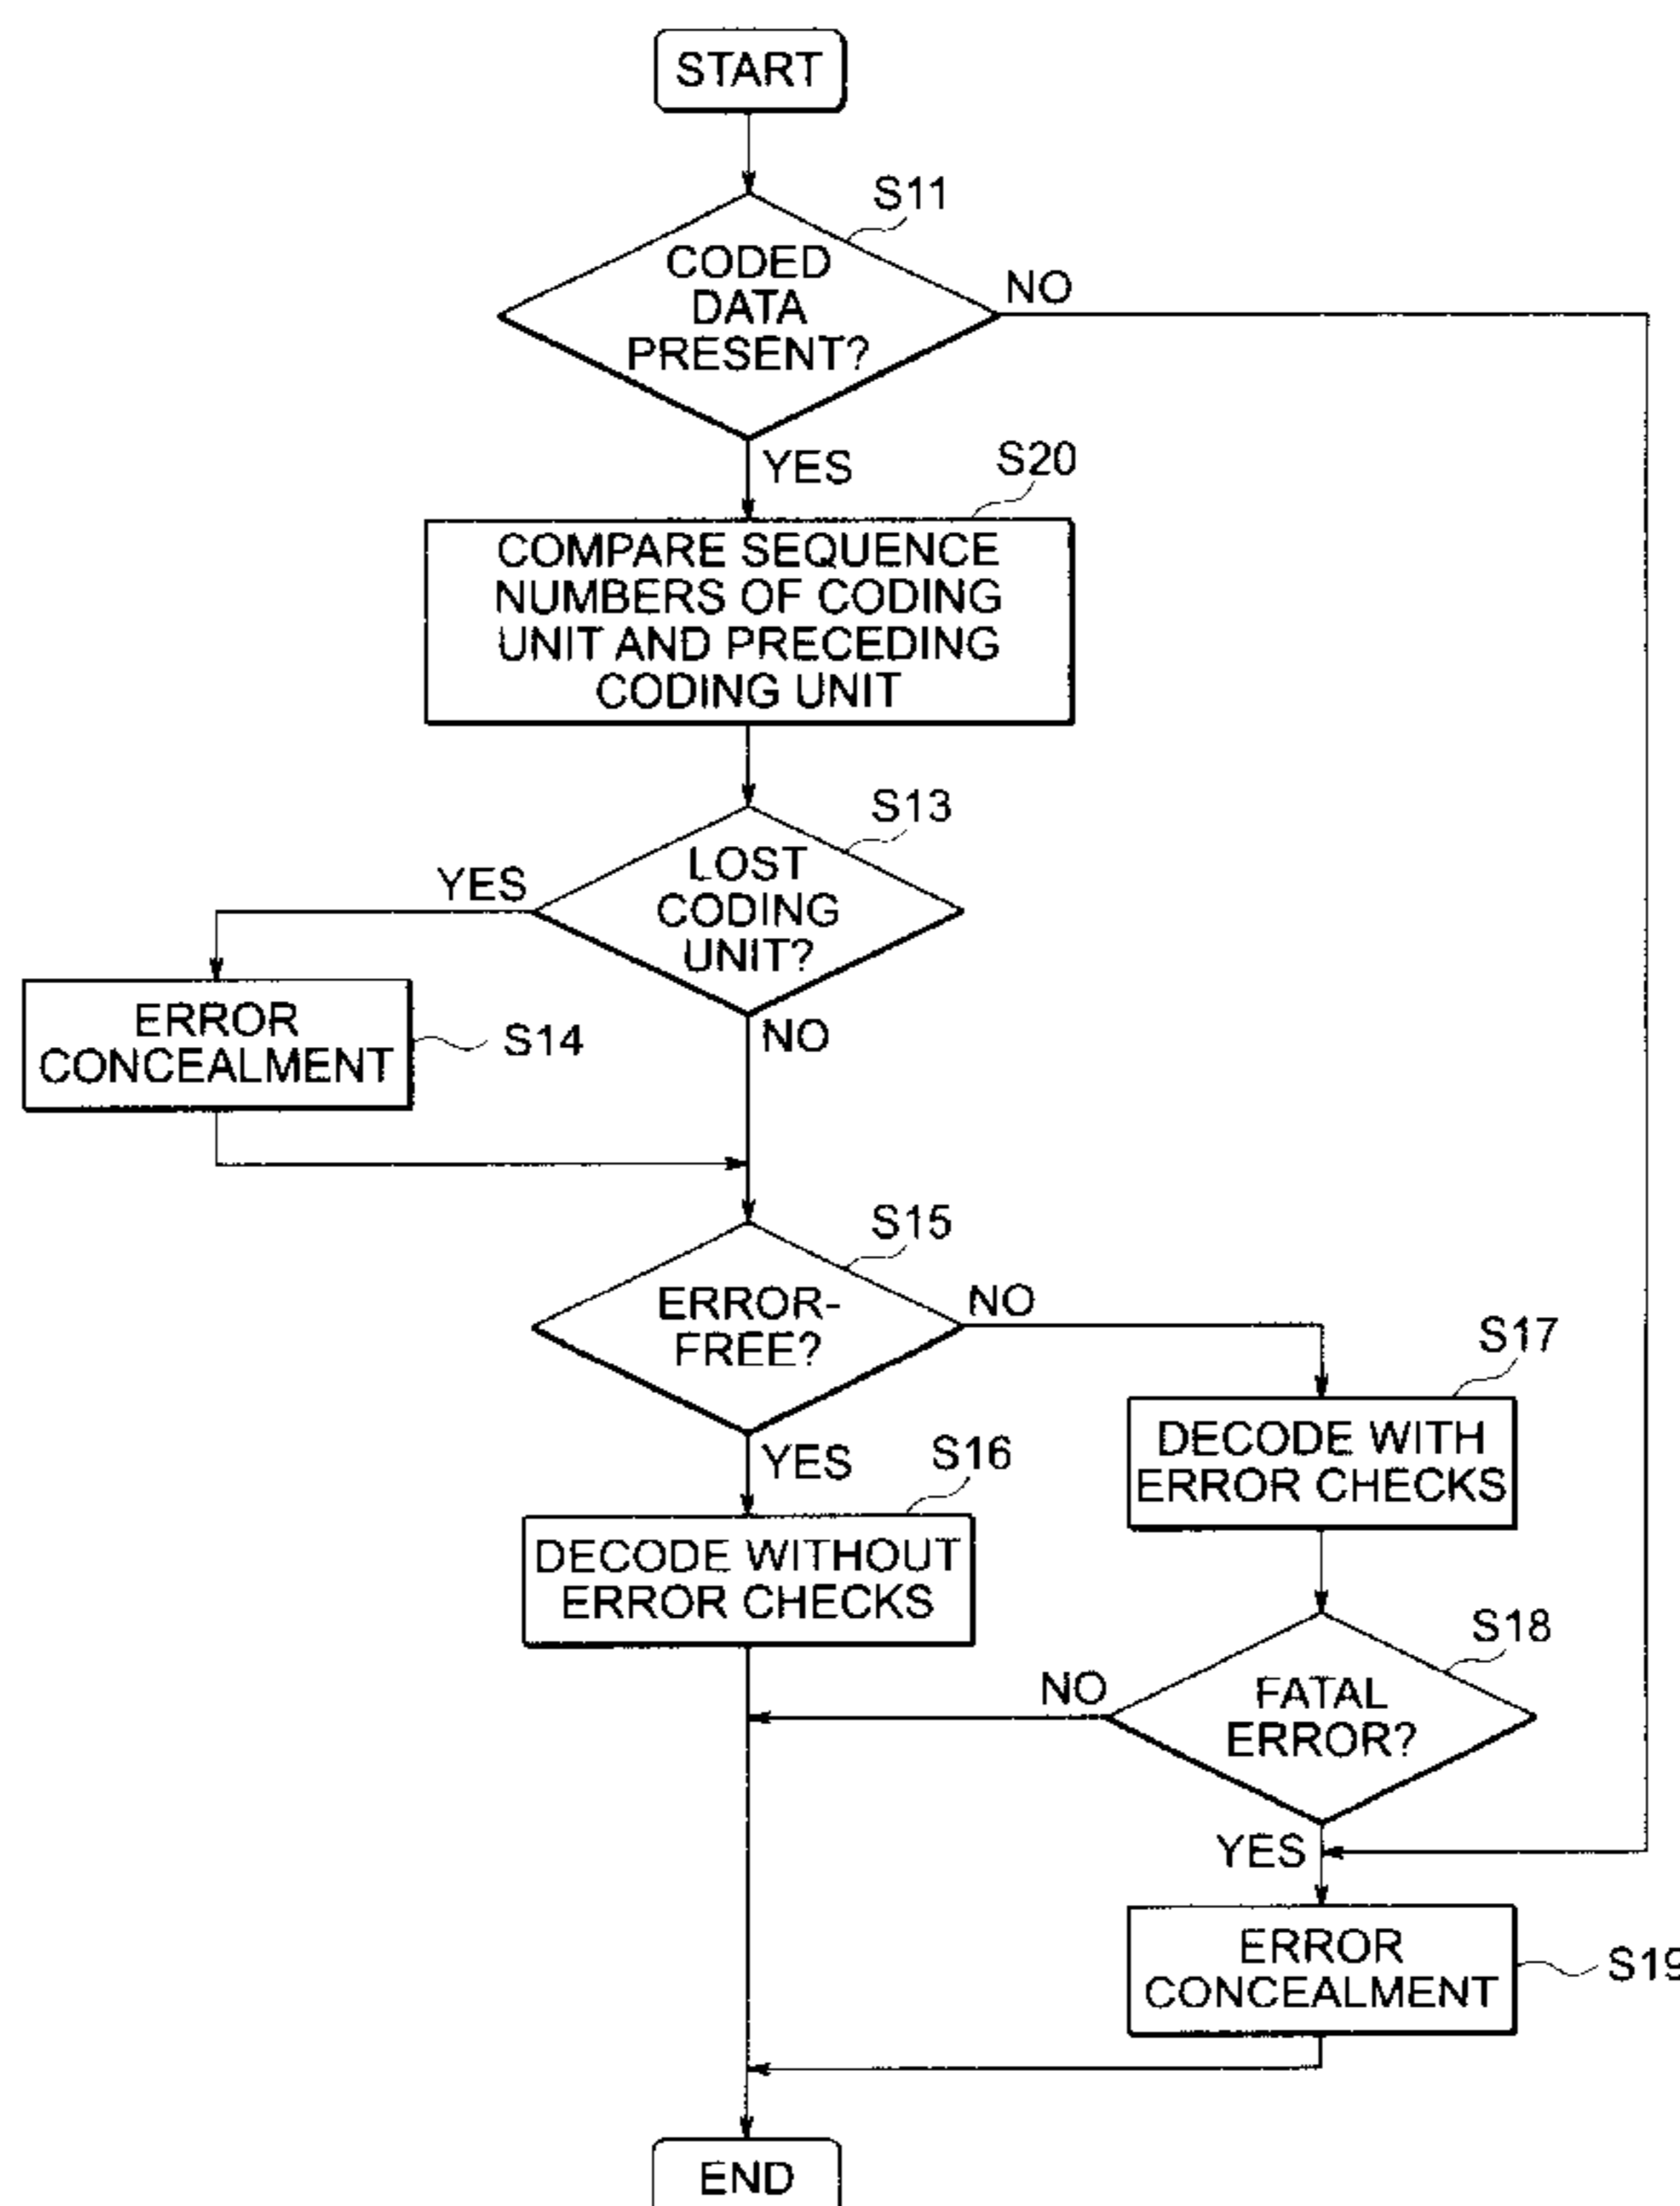 START
S11
CODED
DATA
PRESENT?
NO
YES
S20
COMPARE SEQUENCE
NUMBERS OF CODING
UNIT AND PRECEDING
CODING UNIT
S13
LOST
CODING
UNIT?
YES
NO
ERROR
CONCEALMENT
S14
S15
ERROR-
FREE?
NO
YES
S17
DECODE WITH
ERROR CHECKS
S16
DECODE WITHOUT
ERROR CHECKS
S18
FATAL
ERROR?
NO
YES
ERROR
CONCEALMENT
S19
END